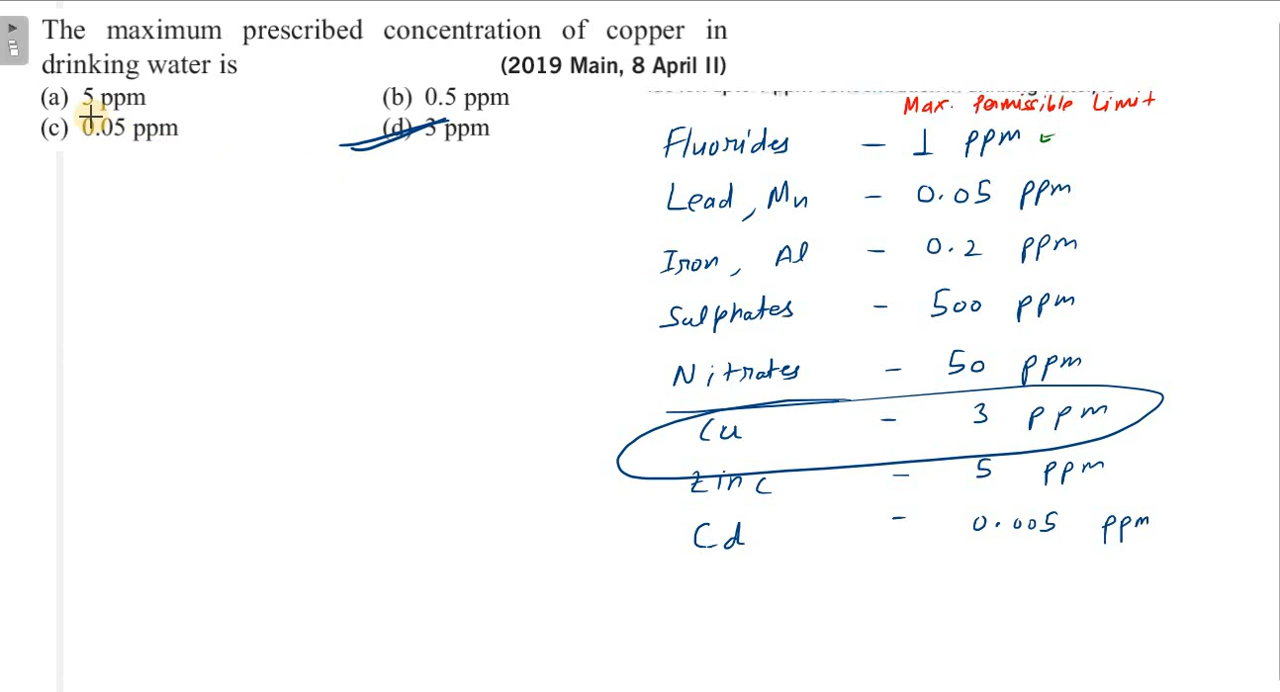 The maximum prescribed concentration of copper in
drinking water is (2019 Main, 8 April II)
(a) 5 ppm (b) 0.5 ppm
(c) 0.05 ppm (d) 3 ppm
Max. Permissible Limit
Fluorides - 1 ppm
Lead, Mn - 0.05 ppm
Iron, Al - 0.2 ppm
Sulphates - 500 ppm
Nitrates - 50 ppm
Cu - 3 ppm
Zinc - 5 ppm
Cd - 0.005 ppm